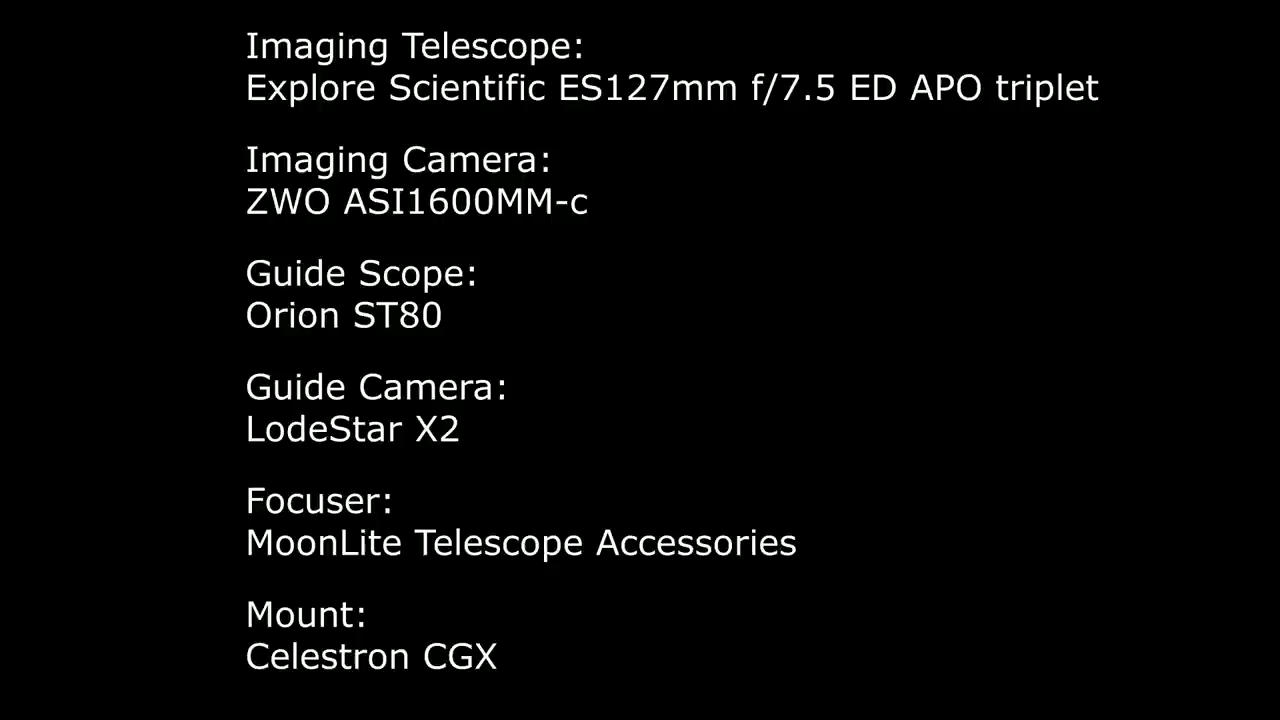 Imaging Telescope:
Explore Scientific ES127mm f/7.5 ED APO triplet
Imaging Camera:
ZWO ASI1600MM-c
Guide Scope:
Orion ST80
Guide Camera:
LodeStar X2
Focuser:
MoonLite Telescope Accessories
Mount:
Celestron CGX